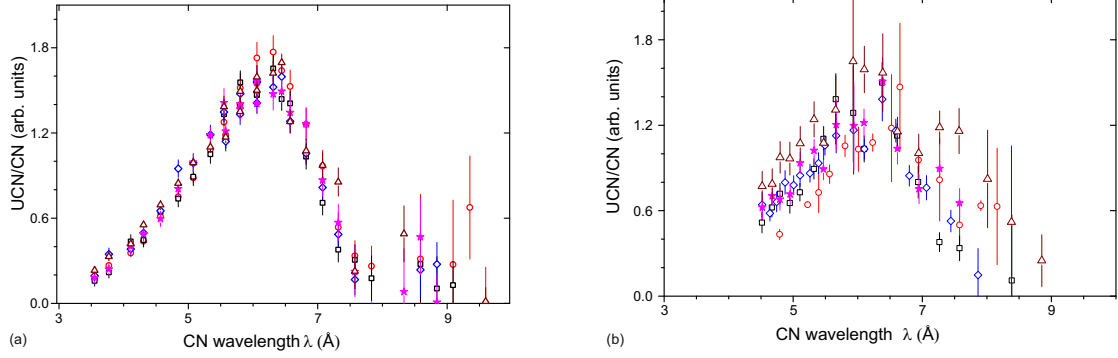 1.8
1.2
0.6
0.0
UCN/CN (arb. units)
3 5 7 9
CN wavelength λ (Å)
(a)
1.8
1.2
0.6
0.0
UCN/CN (arb. units)
3 5 7 9
CN wavelength λ (Å)
(b)